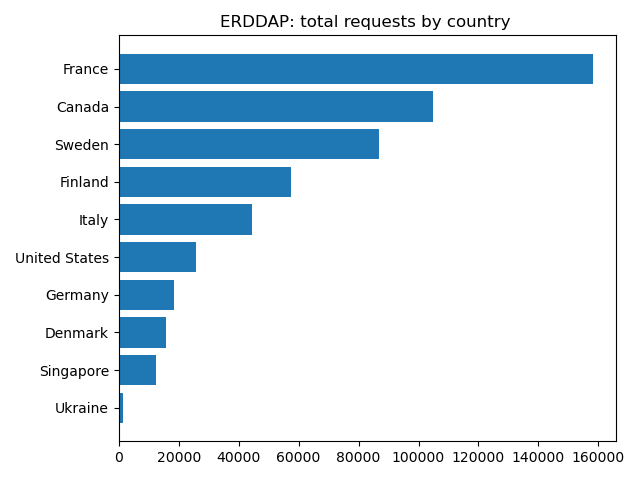 ERDDAP: total requests by country
France
Canada
Sweden
Finland
Italy
United States
Germany
Denmark
Singapore
Ukraine
0 20000 40000 60000 80000 100000 120000 140000 160000